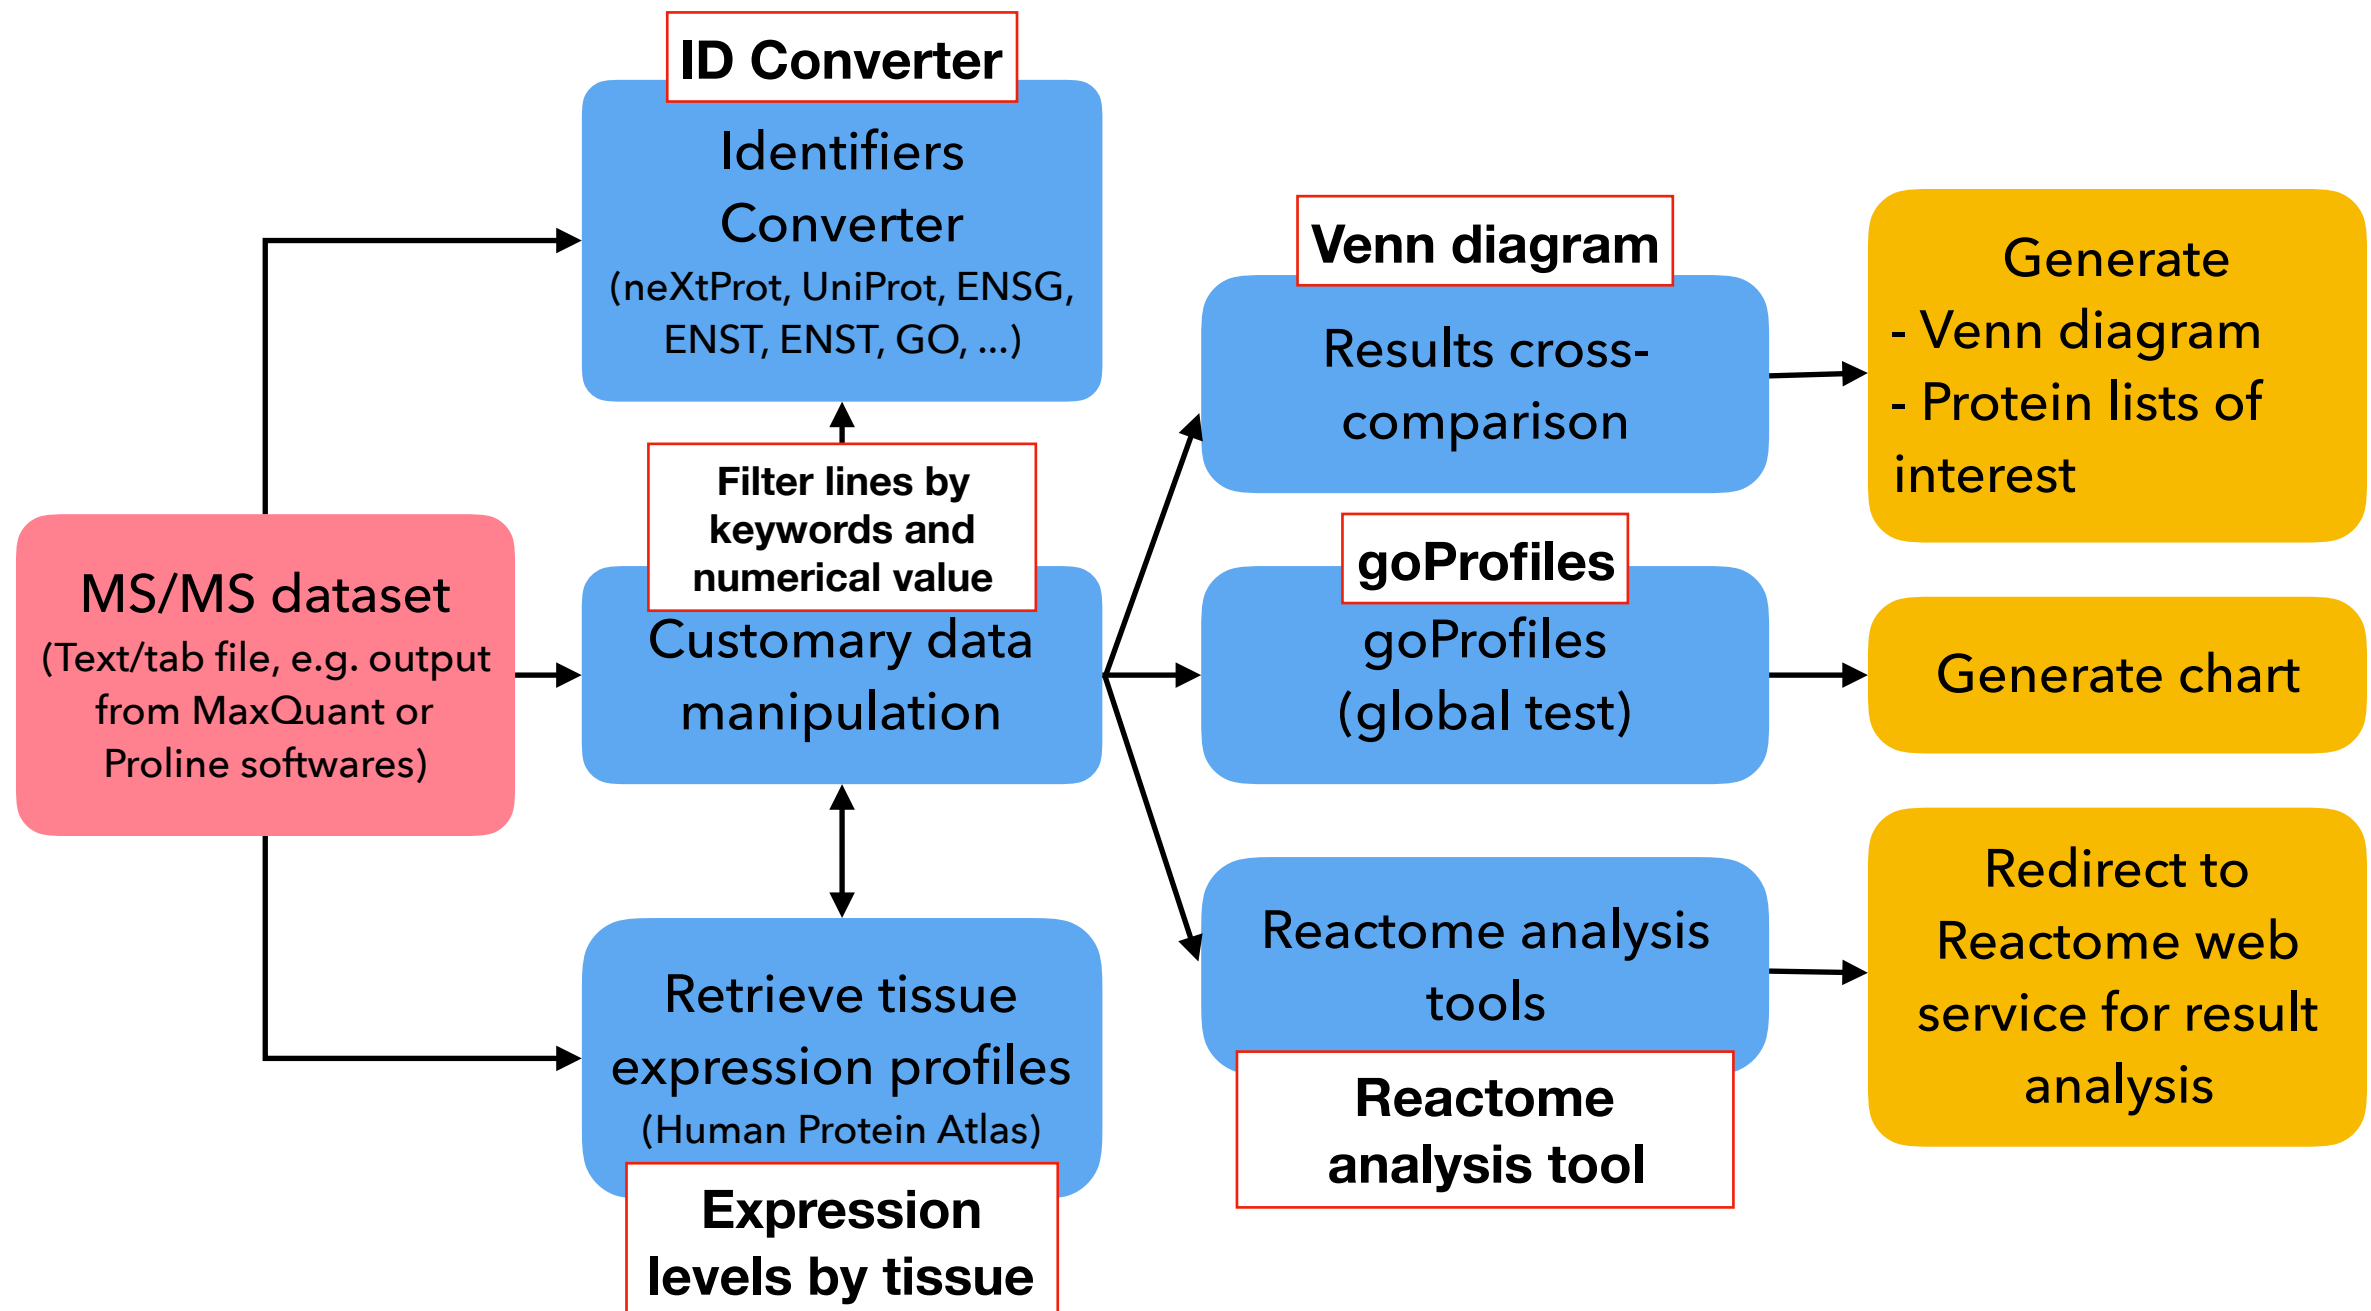 ID Converter
Identifiers
Converter
(neXtProt, UniProt, ENSG,
ENST, ENST, GO, ...)
Filter lines by
keywords and
numerical value
MS/MS dataset
(Text/tab file, e.g. output
from MaxQuant or
Proline softwares)
Customary data
manipulation
Retrieve tissue
expression profiles
(Human Protein Atlas)
Expression
levels by tissue
Venn diagram
Results cross-
comparison
goProfiles
goProfiles
(global test)
Reactome analysis
tools
Reactome
analysis tool
Generate
- Venn diagram
- Protein lists of
interest
Generate chart
Redirect to
Reactome web
service for result
analysis